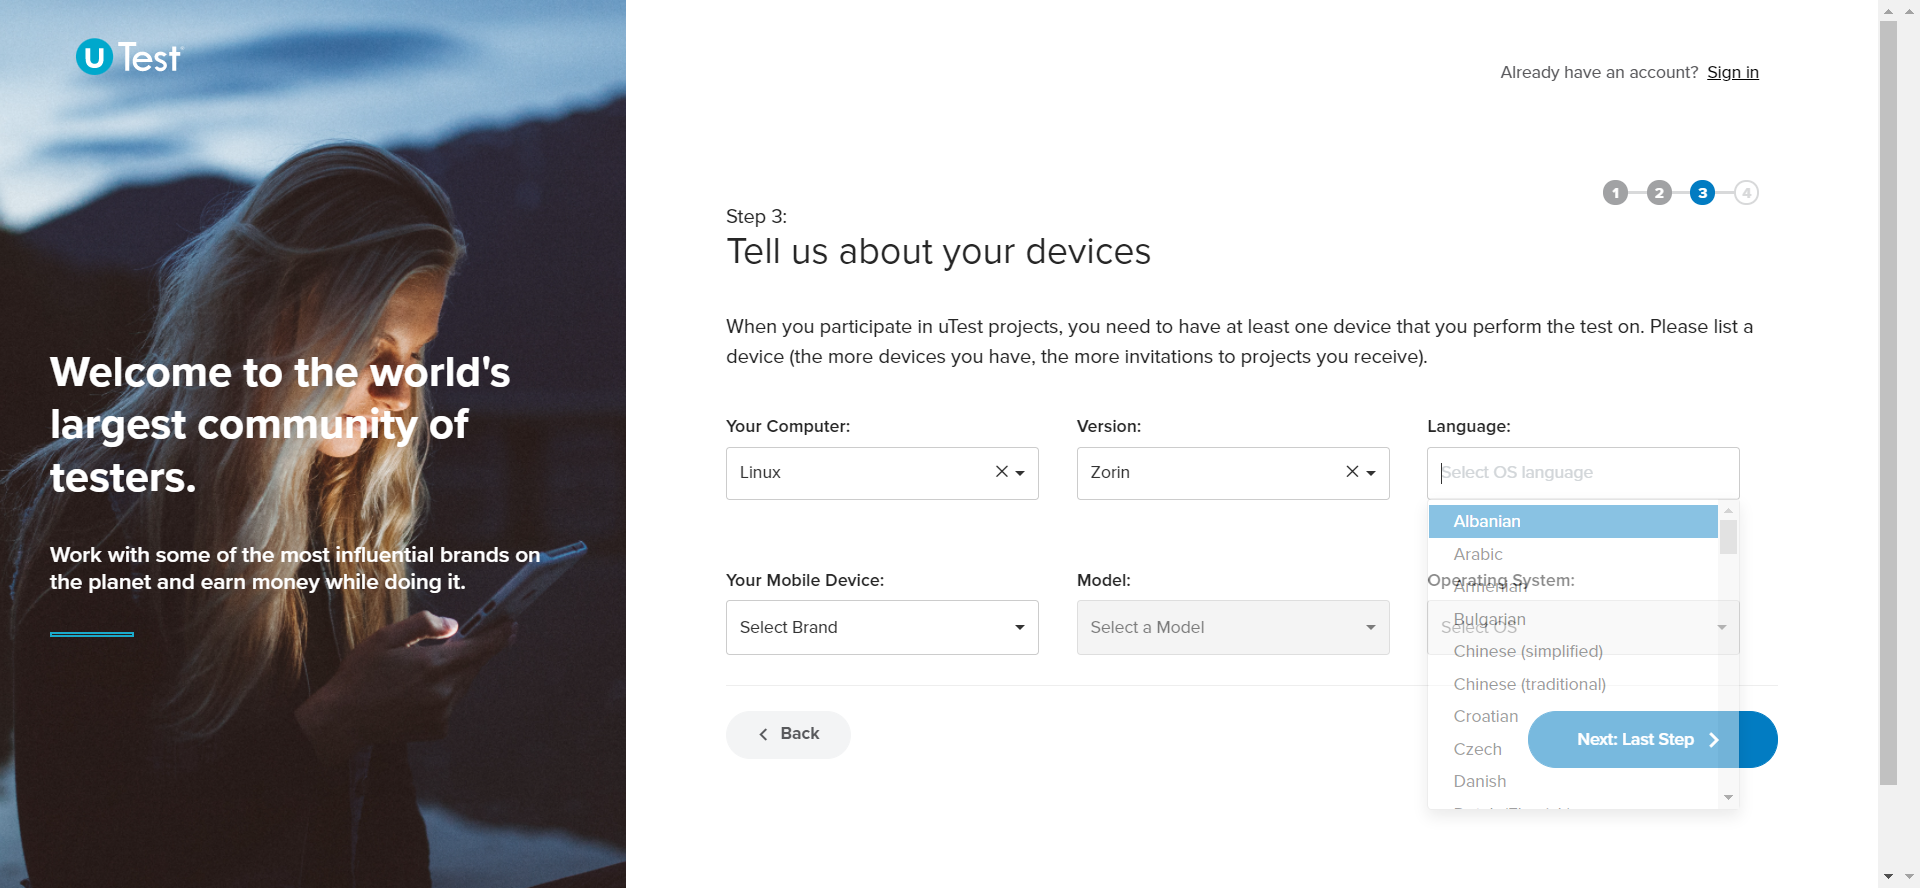 U Test
Already have an account? Sign in
1 2 3 4
Step 3:
Tell us about your devices
When you participate in uTest projects, you need to have at least one device that you perform the test on. Please list a
device (the more devices you have, the more invitations to projects you receive).
Welcome to the world's
largest community of
testers.
Work with some of the most influential brands on
the planet and earn money while doing it.
Your Computer: Version: Language:
Linux Zorin Select OS language
Albanian
Arabic
Armenian
Bulgarian
Chinese (simplified)
Chinese (traditional)
Croatian
Czech
Danish
Your Mobile Device: Model: Operating System:
Select Brand Select a Model Select OS
Back Next: Last Step